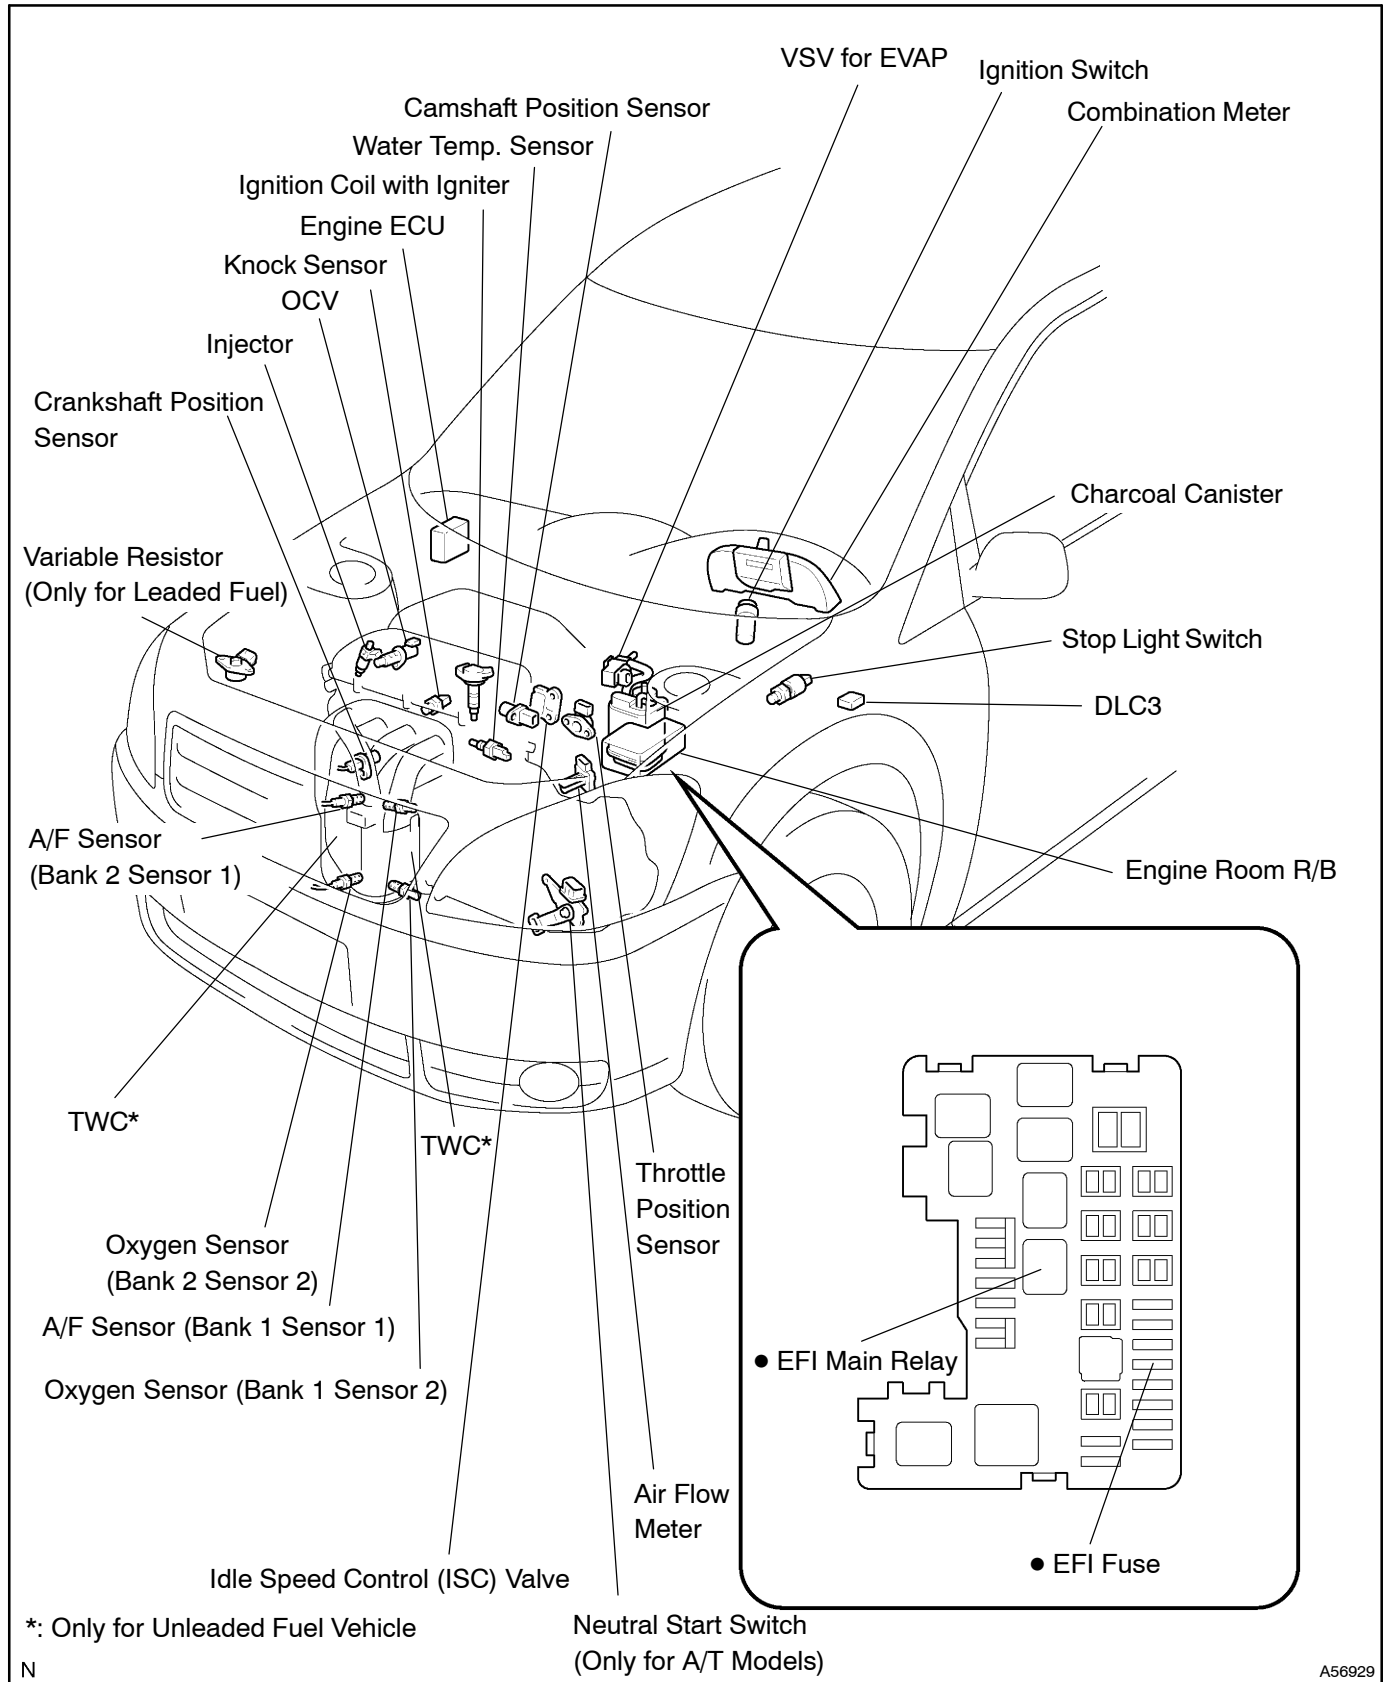 VSV for EVAP
Ignition Switch
Combination Meter
Camshaft Position Sensor
Water Temp. Sensor
Ignition Coil with Igniter
Engine ECU
Knock Sensor
OCV
Injector
Crankshaft Position
Sensor
Charcoal Canister
Variable Resistor
(Only for Leaded Fuel)
Stop Light Switch
DLC3
A/F Sensor
(Bank 2 Sensor 1)
Engine Room R/B
TWC*
TWC*
Throttle
Position
Sensor
Oxygen Sensor
(Bank 2 Sensor 2)
A/F Sensor (Bank 1 Sensor 1)
Oxygen Sensor (Bank 1 Sensor 2)
● EFI Main Relay
Air Flow
Meter
● EFI Fuse
Idle Speed Control (ISC) Valve
*: Only for Unleaded Fuel Vehicle
Neutral Start Switch
(Only for A/T Models)
N
A56929